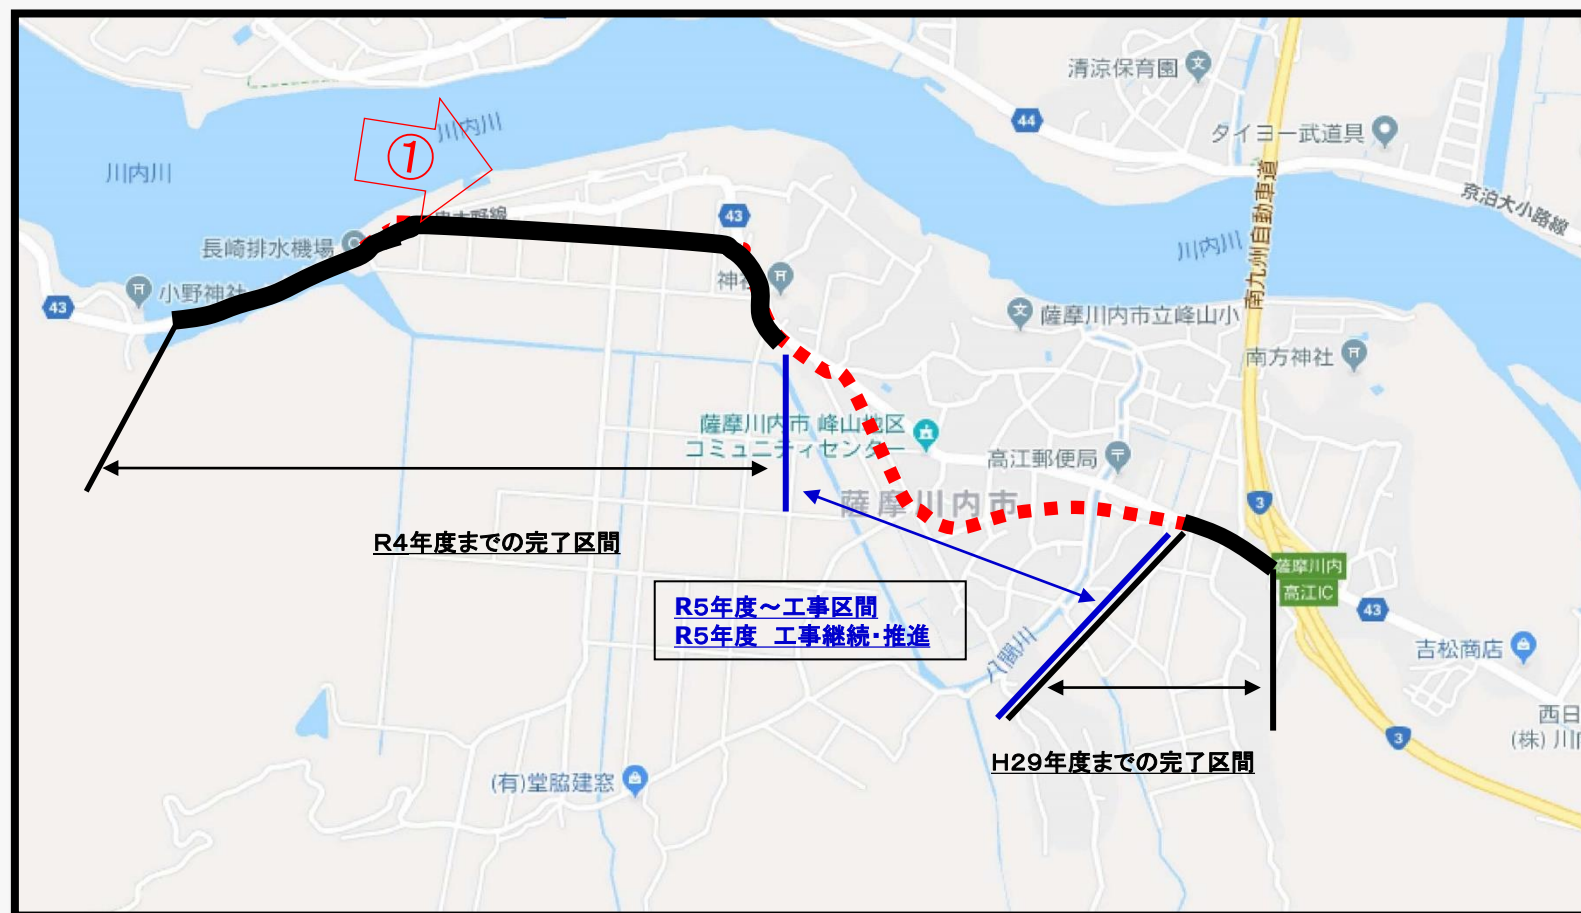 清涼保育園
44
タイヨー武道具
川内川
①
川内川
京泊大小路線
43
長崎排水機場
川内川
南九州自動車道
小野神社
43
神社
薩摩川内市立峰山小
南方神社
薩摩川内市 峰山地区
コミュニティセンター
高江郵便局
薩摩川内市
3
R4年度までの完了区間
薩摩川内
高江IC
43
R5年度~工事区間
R5年度 工事継続・推進
八間川
吉松商店
西日
(株) 川内
3
H29年度までの完了区間
(有)堂脇建窓